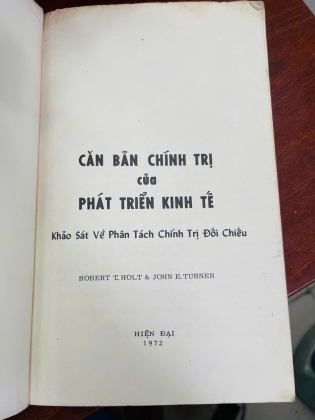 CĂN BẢN CHÍNH TRỊ
của
PHÁT TRIỂN KINH TẾ
Khảo Sát Về Phân Tách Chính Trị Đối Chiếu
ROBERT T. HOLT & JOHN E. TURNER
HIỆN ĐẠI
1972